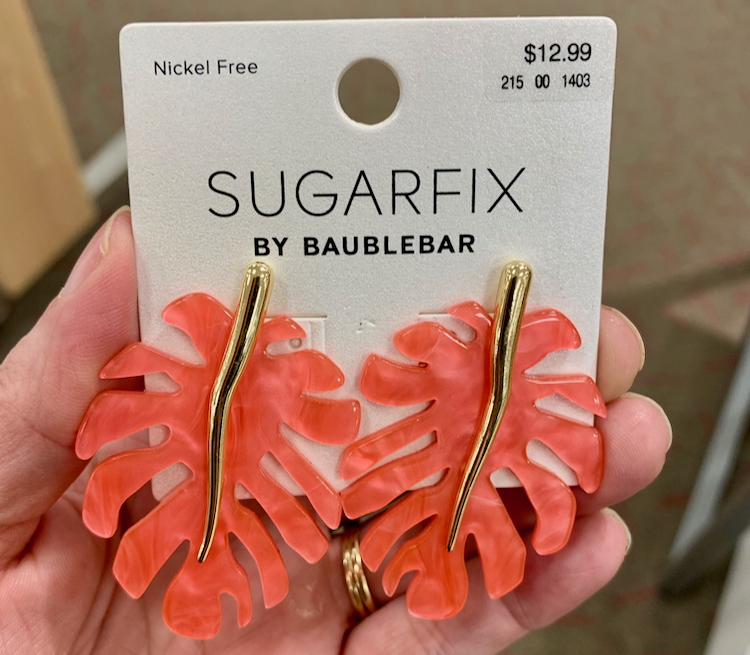 Nickel Free
$12.99
215 00 1403
SUGARFIX
BY BAUBLEBAR